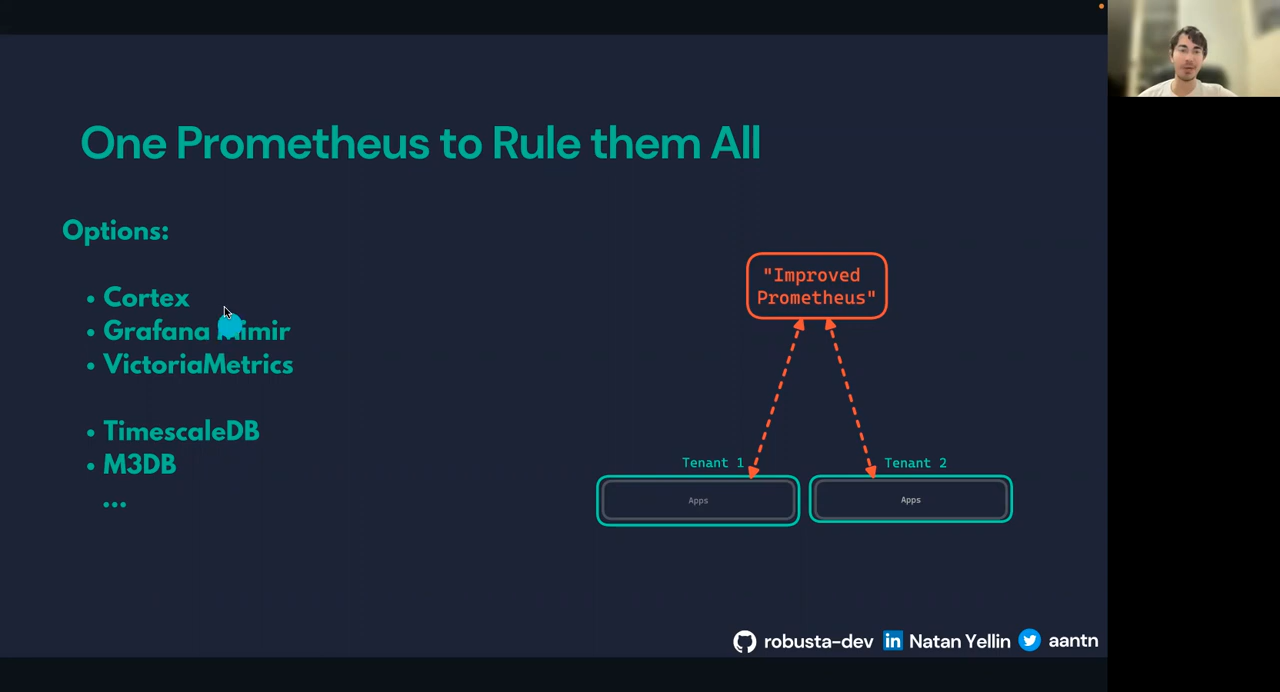 One Prometheus to Rule them All
Options:
• Cortex
• Grafana Mimir
• VictoriaMetrics
• TimescaleDB
• M3DB
...
"Improved
Prometheus"
Tenant 1
Tenant 2
Apps
Apps
robusta-dev
in Natan Yellin
aantn